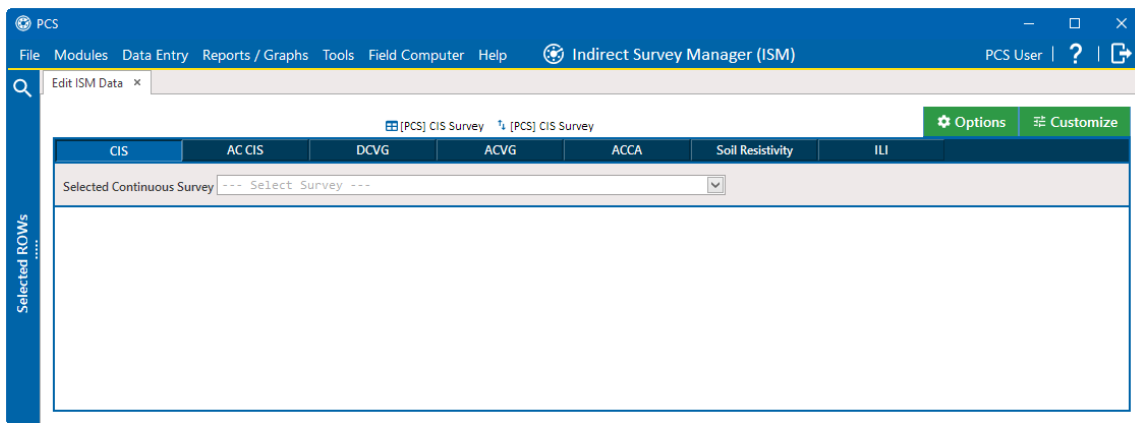 PCS
File Modules Data Entry Reports / Graphs Tools Field Computer Help Indirect Survey Manager (ISM) PCS User | ? |
Edit ISM Data ×
[PCS] CIS Survey [PCS] CIS Survey Options Customize
CIS AC CIS DCVG ACVG ACCA Soil Resistivity ILI
Selected Continuous Survey --- Select Survey ---
Selected ROWs